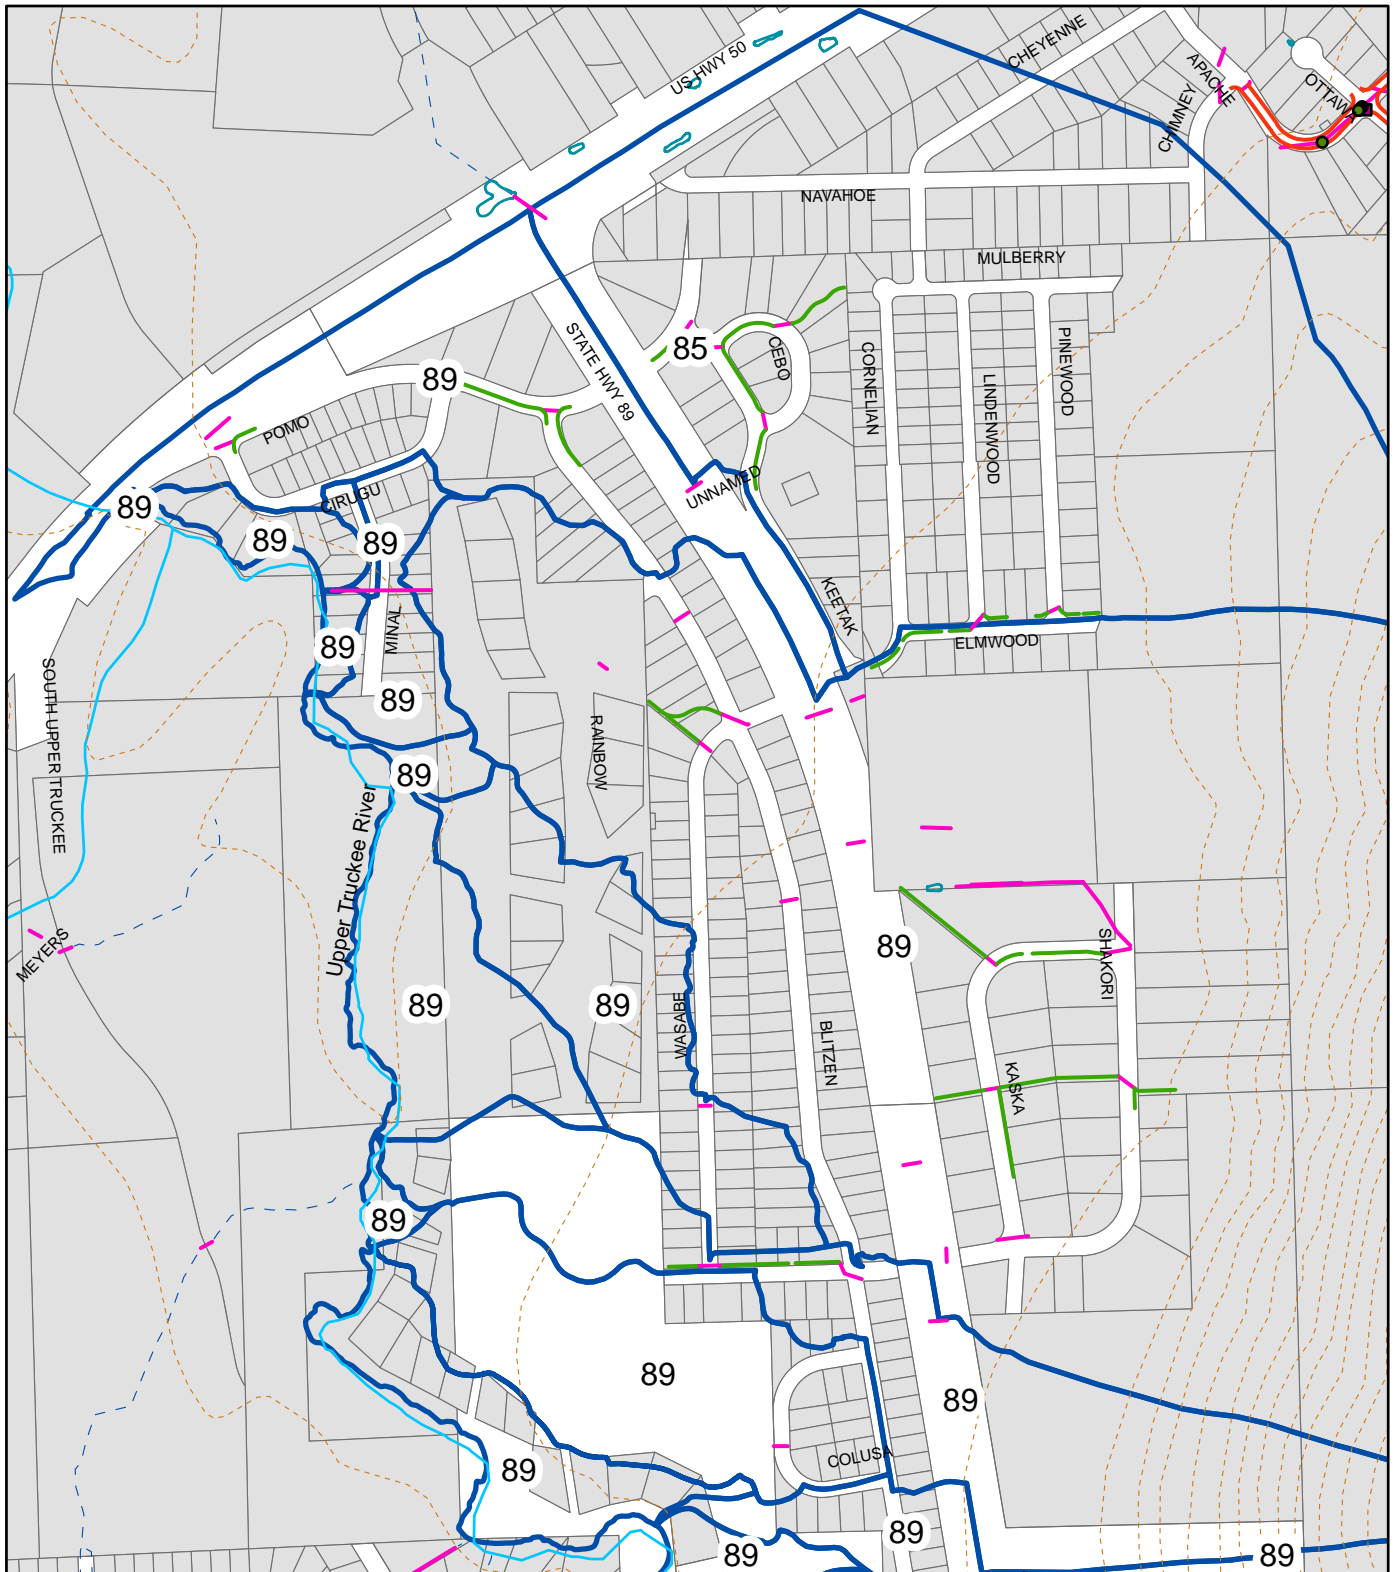 US HWY 50
CHEYENNE
APACHE
OTTAWA
CHIMNEY
NAVAHOE
MULBERRY
STATE HWY 89
85
CEBO
CORNELIAN
LINDENWOOD
PINEWOOD
89
POMO
CIRUGU
UNNAMED
89
89
89
KEETAK
ELMWOOD
MINAL
89
89
SOUTH UPPER TRUCKEE
RAINBOW
89
Upper Truckee River
MEYERS
89
SHAKORI
89
89
WASABE
BLITZEN
KASKA
89
89
89
COLUSA
89
89
89
89